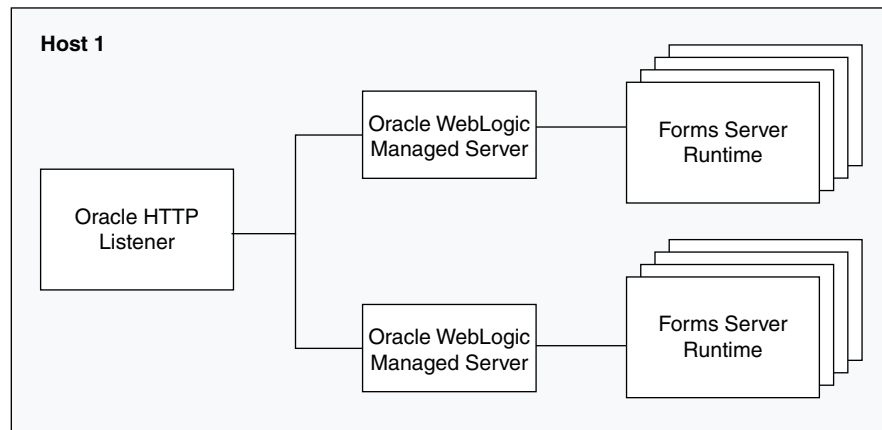 Host 1
Oracle HTTP
Listener
Oracle WebLogic
Managed Server
Forms Server
Runtime
Oracle WebLogic
Managed Server
Forms Server
Runtime